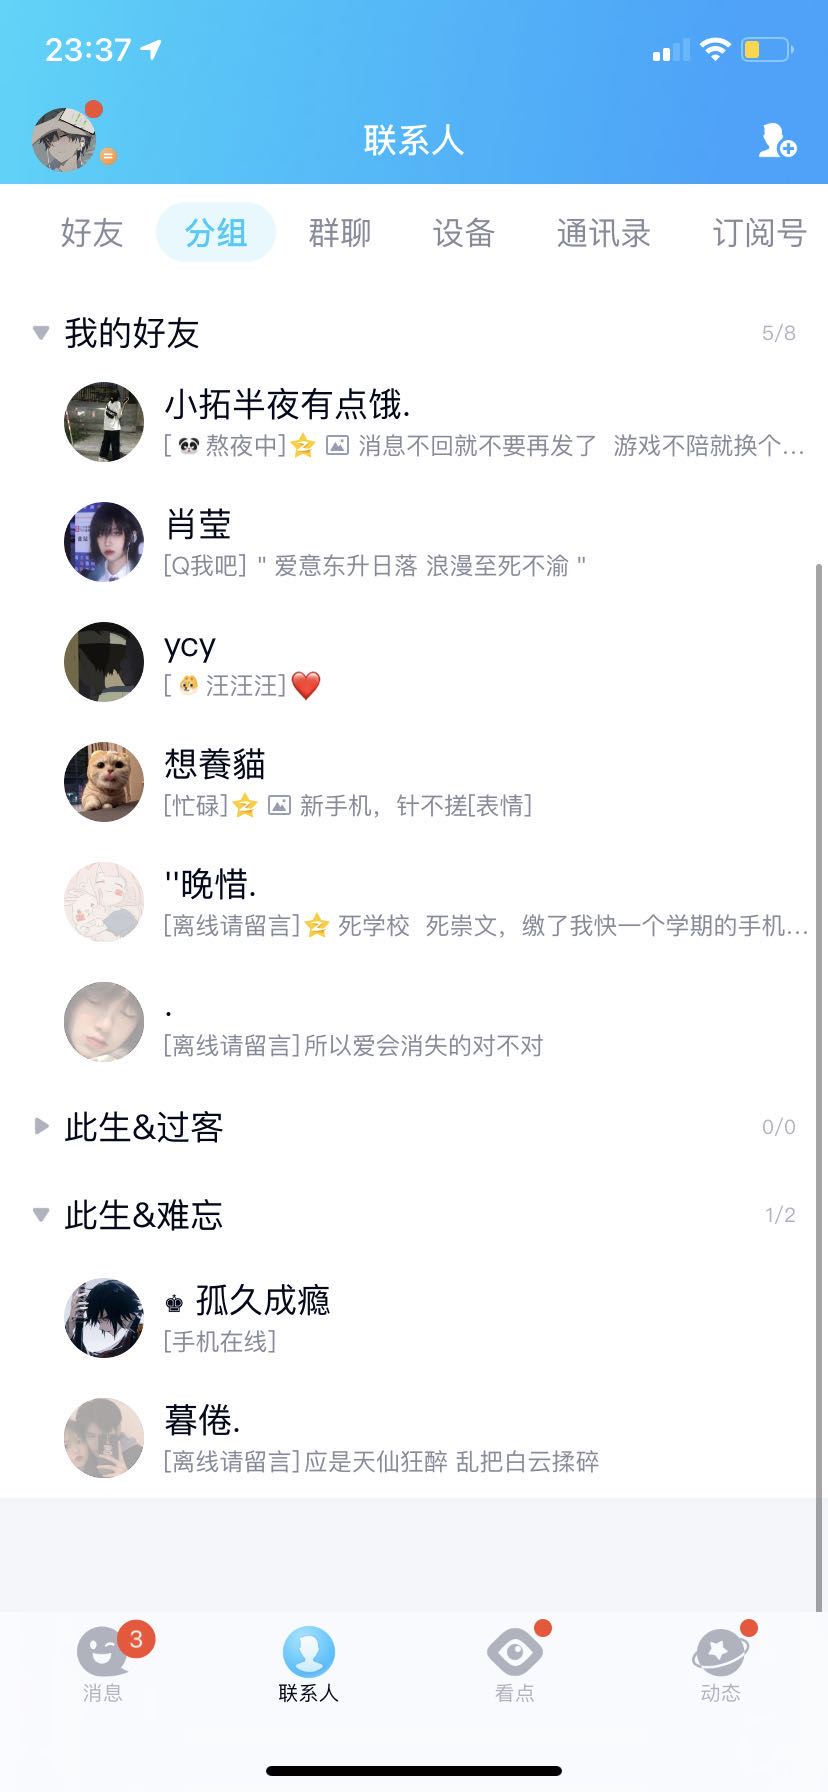 23:37
联系人
好友 分组 群聊 设备 通讯录 订阅号
我的好友 5/8
小拓半夜有点饿.
[🐼熬夜中] 消息不回就不要再发了 游戏不陪就换个...
肖莹
[Q我吧] " 爱意东升日落 浪漫至死不渝 "
ycy
[🐶汪汪汪]❤️
想養貓
[忙碌] 新手机，针不搓[表情]
''晚惜.
[离线请留言] 死学校 死崇文，缴了我快一个学期的手机...
.
[离线请留言]所以爱会消失的对不对
此生&过客 0/0
此生&难忘 1/2
♚ 孤久成瘾
[手机在线]
暮倦.
[离线请留言]应是天仙狂醉 乱把白云揉碎
3
消息 联系人 看点 动态